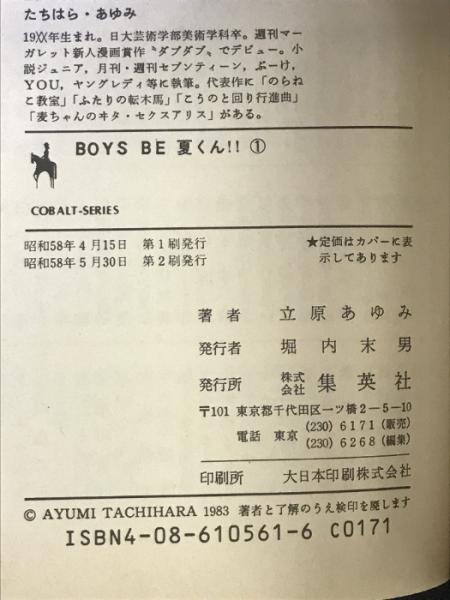 たちはら・あゆみ
19XX年生まれ。日大芸術学部美術学科卒。週刊マー
ガレット新人漫画賞作〝ダブダブ〟でデビュー。小
説ジュニア，月刊・週刊セブンティーン，ぶーけ，
YOU，ヤングレディ等に執筆。代表作に「のらね
こ教室」「ふたりの転木馬」「こうのと回り行進曲」
「麦ちゃんのヰタ・セクスアリス」がある。
BOYS BE 夏くん!! ①
COBALT-SERIES
昭和58年4月15日 第1刷発行
昭和58年5月30日 第2刷発行
★定価はカバーに表
示してあります
著者 立原あゆみ
発行者 堀内末男
発行所 株式会社 集英社
〒101 東京都千代田区一ツ橋2－5－10
電話 東京 (230) 6171 (販売)
(230) 6268 (編集)
印刷所 大日本印刷株式会社
© AYUMI TACHIHARA 1983 著者と了解のうえ検印を廃します
ISBN4-08-610561-6 C0171